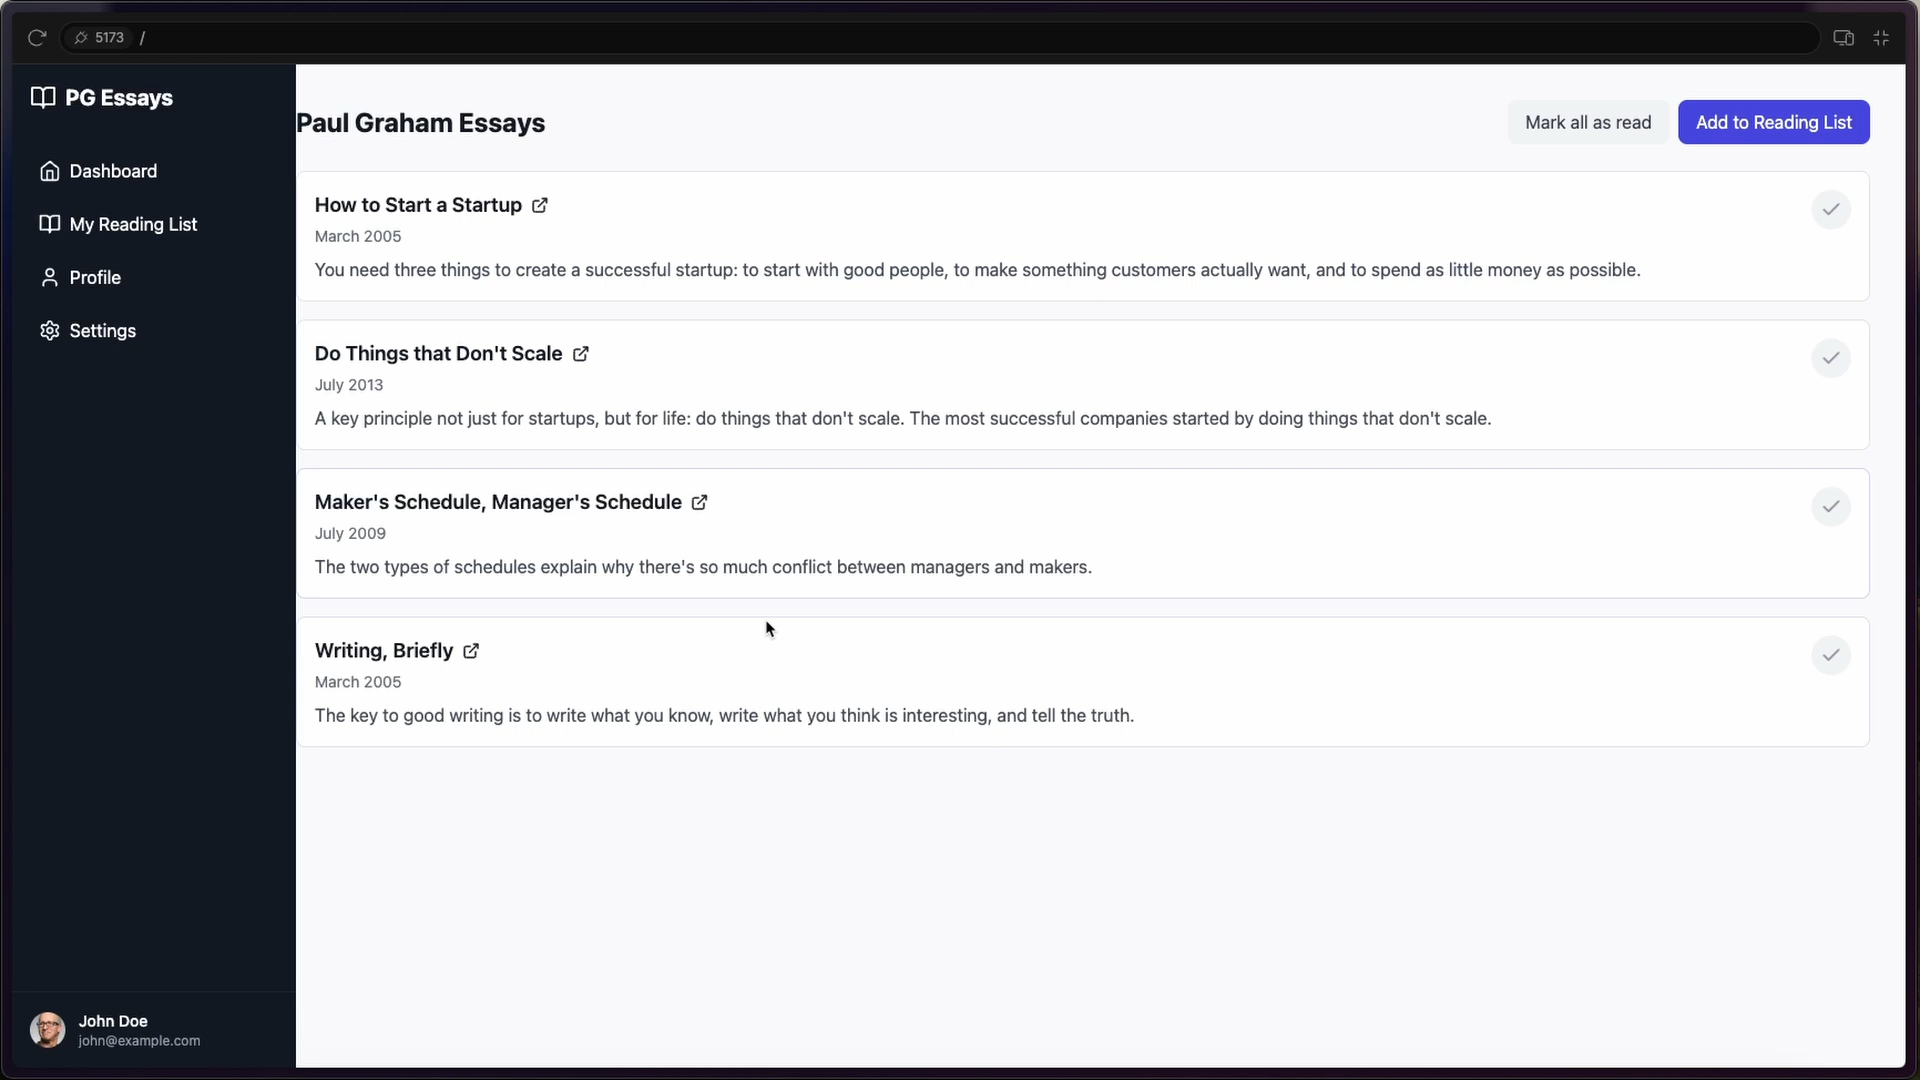 5173 /
PG Essays
Dashboard
My Reading List
Profile
Settings
John Doe
john@example.com
Paul Graham Essays
Mark all as read
Add to Reading List
How to Start a Startup
March 2005
You need three things to create a successful startup: to start with good people, to make something customers actually want, and to spend as little money as possible.
Do Things that Don't Scale
July 2013
A key principle not just for startups, but for life: do things that don't scale. The most successful companies started by doing things that don't scale.
Maker's Schedule, Manager's Schedule
July 2009
The two types of schedules explain why there's so much conflict between managers and makers.
Writing, Briefly
March 2005
The key to good writing is to write what you know, write what you think is interesting, and tell the truth.